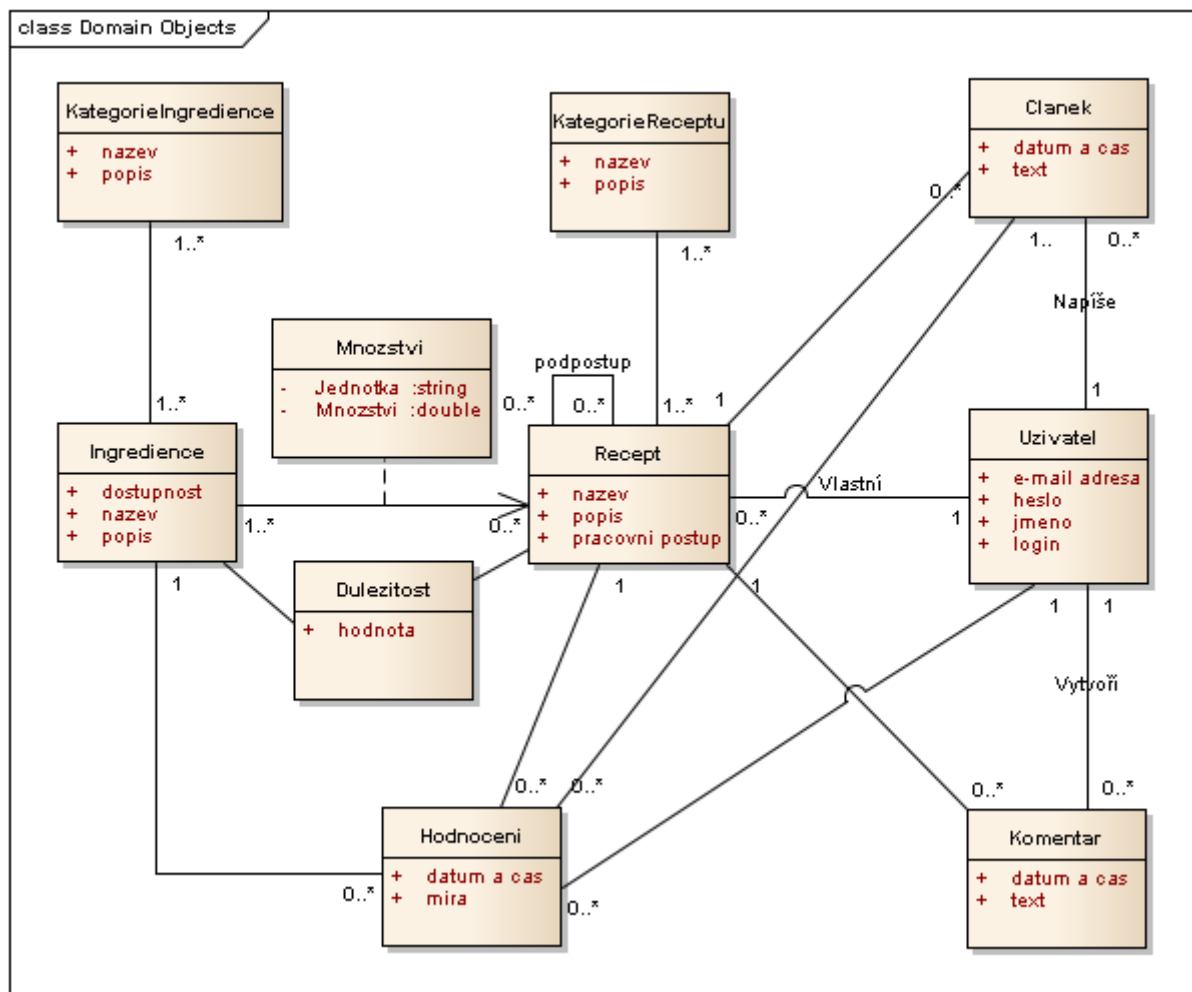 class Domain Objects
KategorieIngredience
+ nazev
+ popis
KategorieReceptu
+ nazev
+ popis
Clanek
+ datum a cas
+ text
0..*
1..*
1..*
1..
0..*
Napíše
Mnozstvi
- Jednotka :string
- Mnozstvi :double
podpostup
0..*
0..*
1..*
1..*
1
1
Ingredience
+ dostupnost
+ nazev
+ popis
Recept
+ nazev
+ popis
+ pracovni postup
Vlastní
Uzivatel
+ e-mail adresa
+ heslo
+ jmeno
+ login
1..*
0..*
0..*
1
1
1
1
1
1
Dulezitost
+ hodnota
Vytvoří
0..*
0..*
0..*
0..*
Hodnoceni
+ datum a cas
+ mira
0..*
0..*
Komentar
+ datum a cas
+ text